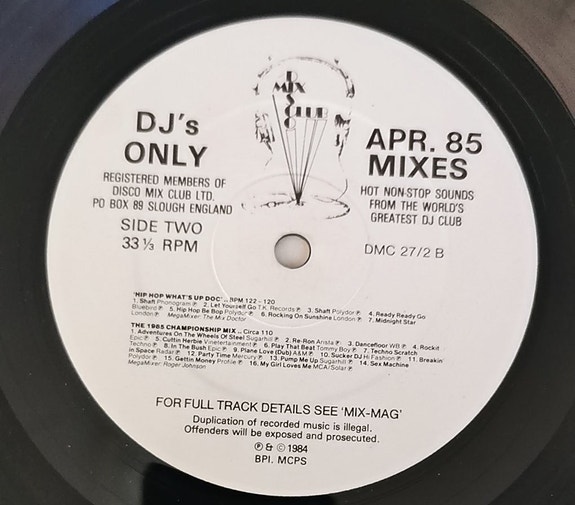 MIX
DISCO
CLUB
DJ's
ONLY
REGISTERED MEMBERS OF
DISCO MIX CLUB LTD.
PO BOX 89 SLOUGH ENGLAND
SIDE TWO
33 ⅓ RPM
APR. 85
MIXES
HOT NON-STOP SOUNDS
FROM THE WORLD'S
GREATEST DJ CLUB
DMC 27/2 B
'HIP HOP WHAT'S UP DOC' .. BPM 122 - 120
1. Shaft Phonogram ℗ 2. Let Yourself Go T.K. Records ℗ 3. Shaft Polydor ℗ 4. Ready Ready Go
Bluebird ℗ 5. Hip Hop Be Bop Polydor ℗ 6. Rocking On Sunshine London ℗ 7. Midnight Star
London ℗ MegaMixer: The Mix Doctor
THE 1985 CHAMPIONSHIP MIX .. Circa 110
1. Adventures On The Wheels Of Steel Sugarhill ℗ 2. Re-Ron Arista ℗ 3. Dancefloor WB ℗ 4. Rockit
Epic ℗ 5. Cuttin Herbie Vinetertainment ℗ 6. Play That Beat Tommy Boy ℗ 7. Techno Scratch
Techno ℗ 8. In The Bush Epic ℗ 9. Plane Love (Dub) A&M ℗ 10. Sucker DJ Hi Fashion ℗ 11. Breakin'
in Space Radar ℗ 12. Party Time Mercury ℗ 13. Pump Me Up Sugarhill ℗ 14. Sex Machine
Polydor ℗ 15. Gettin Money Profile ℗ 16. My Girl Loves Me MCA/Solar ℗
MegaMixer: Roger Johnson
FOR FULL TRACK DETAILS SEE 'MIX-MAG'
Duplication of recorded music is illegal.
Offenders will be exposed and prosecuted.
℗ & © 1984
BPI. MCPS